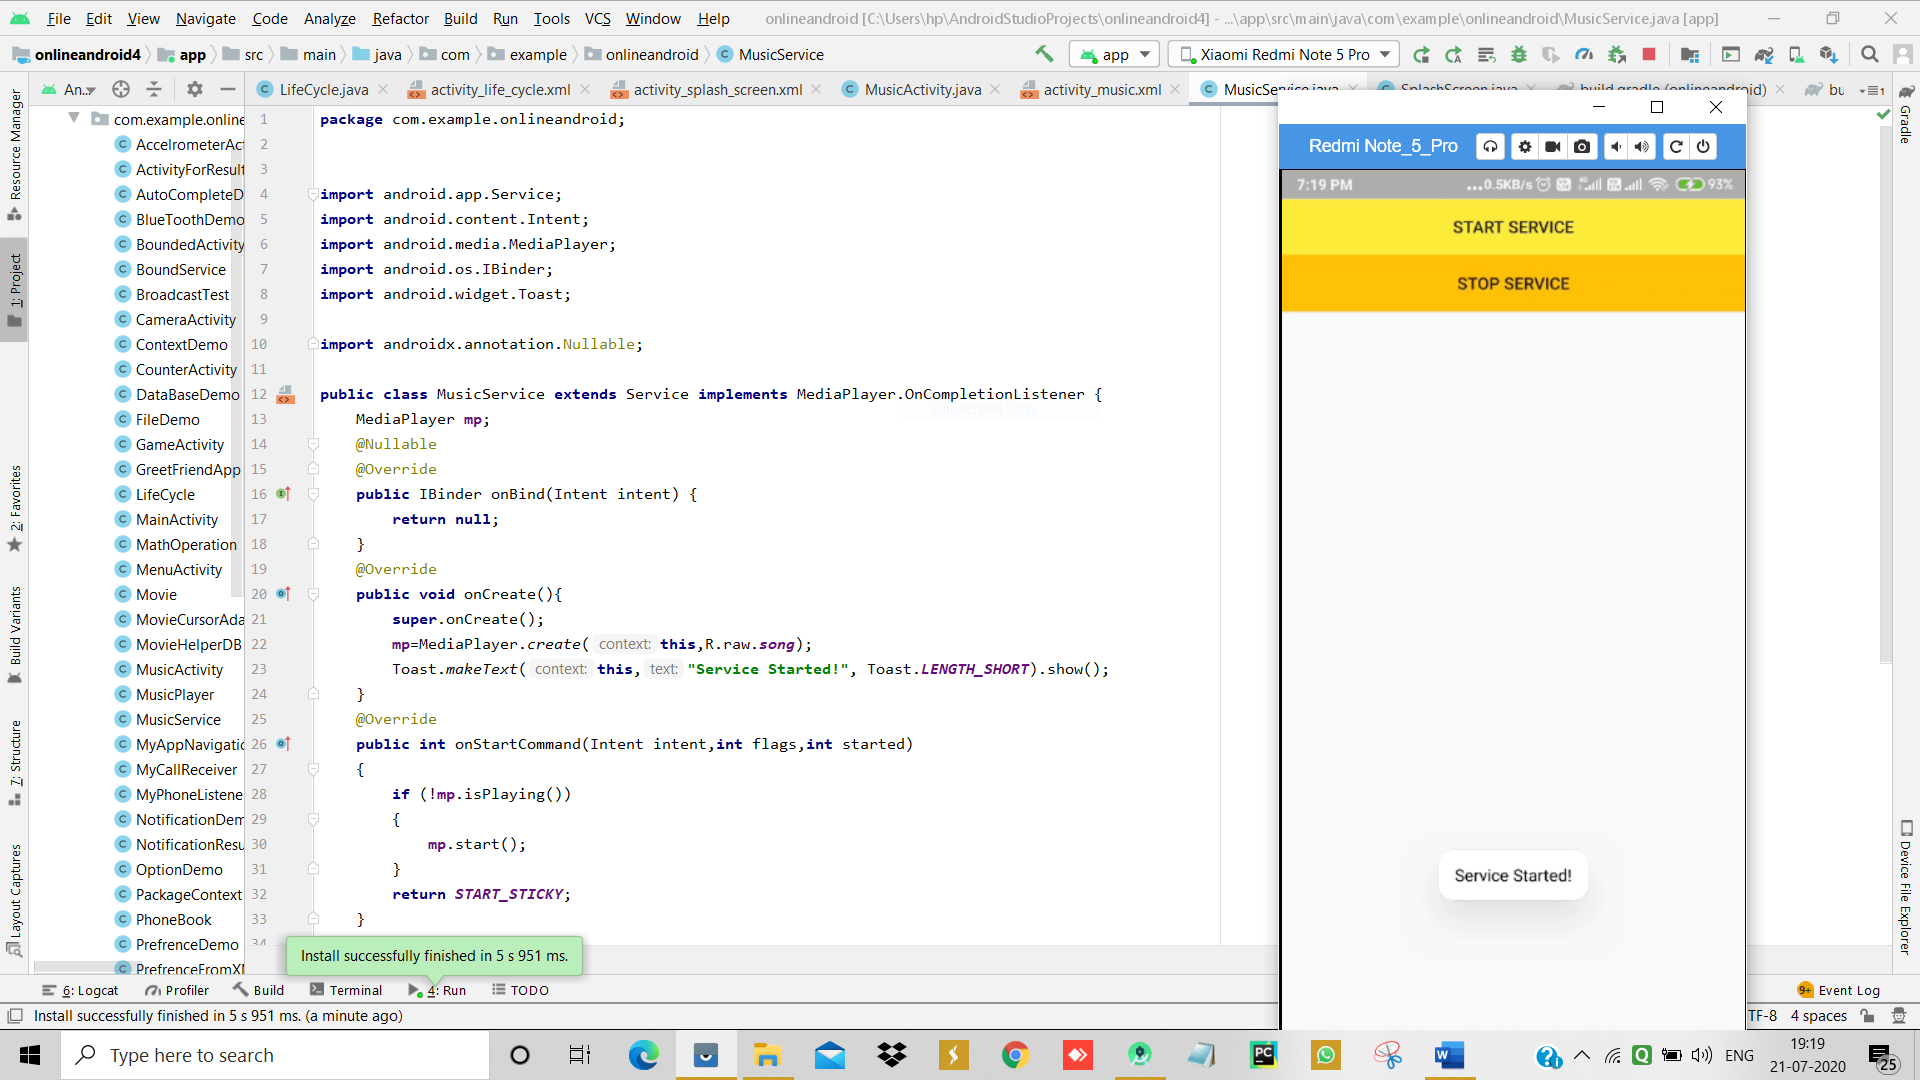 File Edit View Navigate Code Analyze Refactor Build Run Tools VCS Window Help onlineandroid [C:\Users\hp\AndroidStudioProjects\onlineandroid4] - ...\app\src\main\java\com\example\onlineandroid\MusicService.java [app]
onlineandroid4 app src main java com example onlineandroid MusicService app Xiaomi Redmi Note 5 Pro
An.. LifeCycle.java activity_life_cycle.xml activity_splash_screen.xml MusicActivity.java activity_music.xml MusicService.java SplashScreen.java build.gradle (onlineandroid) bu
Resource Manager
1: Project
2: Favorites
Build Variants
7: Structure
Layout Captures
com.example.online
AccelrometerAct
ActivityForResult
AutoCompleteD
BlueToothDemo
BoundedActivity
BoundService
BroadcastTest
CameraActivity
ContextDemo
CounterActivity
DataBaseDemo
FileDemo
GameActivity
GreetFriendApp
LifeCycle
MainActivity
MathOperation
MenuActivity
Movie
MovieCursorAda
MovieHelperDB
MusicActivity
MusicPlayer
MusicService
MyAppNavigatio
MyCallReceiver
MyPhoneListene
NotificationDem
NotificationResu
OptionDemo
PackageContext
PhoneBook
PrefrenceDemo
PrefrenceFromXM
1 package com.example.onlineandroid;
2
3
4 import android.app.Service;
5 import android.content.Intent;
6 import android.media.MediaPlayer;
7 import android.os.IBinder;
8 import android.widget.Toast;
9
10 import androidx.annotation.Nullable;
11
12 public class MusicService extends Service implements MediaPlayer.OnCompletionListener {
13 MediaPlayer mp;
14 @Nullable
15 @Override
16 public IBinder onBind(Intent intent) {
17 return null;
18 }
19 @Override
20 public void onCreate(){
21 super.onCreate();
22 mp=MediaPlayer.create( context: this,R.raw.song);
23 Toast.makeText( context: this, text: "Service Started!", Toast.LENGTH_SHORT).show();
24 }
25 @Override
26 public int onStartCommand(Intent intent,int flags,int started)
27 {
28 if (!mp.isPlaying())
29 {
30 mp.start();
31 }
32 return START_STICKY;
33 }
34
Redmi Note_5_Pro
7:19 PM ...0.5KB/s 93%
START SERVICE
STOP SERVICE
Service Started!
Gradle
Device File Explorer
Install successfully finished in 5 s 951 ms.
6: Logcat Profiler Build Terminal 4: Run TODO 9+ Event Log
Install successfully finished in 5 s 951 ms. (a minute ago) TF-8 4 spaces
Type here to search ENG 19:19
21-07-2020 25